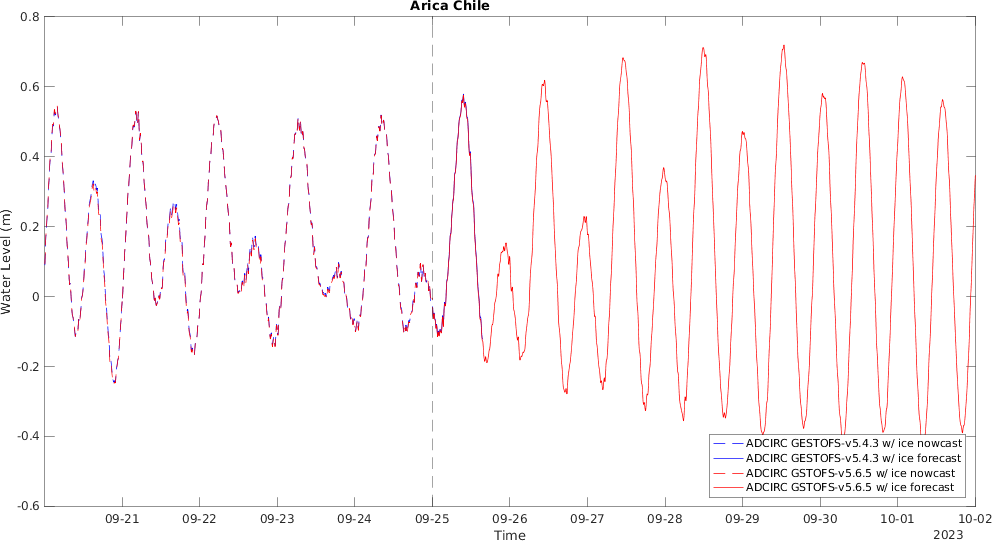 Arica Chile
0.8
0.6
0.4
0.2
0
-0.2
-0.4
-0.6
Water Level (m)
ADCIRC GESTOFS-v5.4.3 w/ ice nowcast
ADCIRC GESTOFS-v5.4.3 w/ ice forecast
ADCIRC GSTOFS-v5.6.5 w/ ice nowcast
ADCIRC GSTOFS-v5.6.5 w/ ice forecast
09-21 09-22 09-23 09-24 09-25 09-26 09-27 09-28 09-29 09-30 10-01 10-02
Time 2023